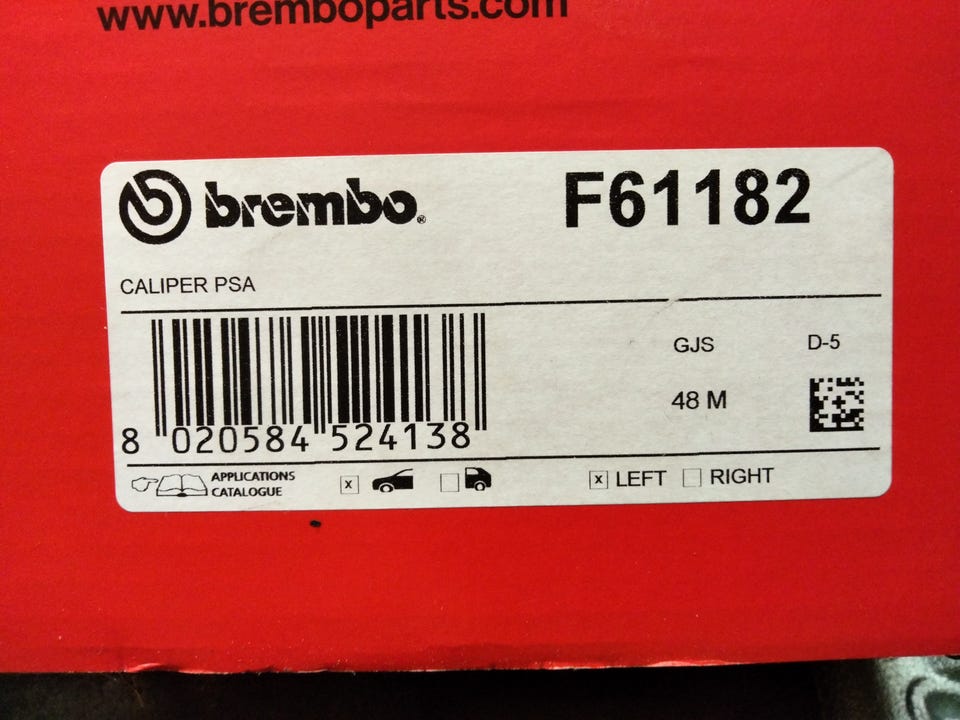 www.bremboparts.com
brembo® F61182
CALIPER PSA
GJS D-5
48 M
8 020584 524138
APPLICATIONS
CATALOGUE
x
x LEFT RIGHT